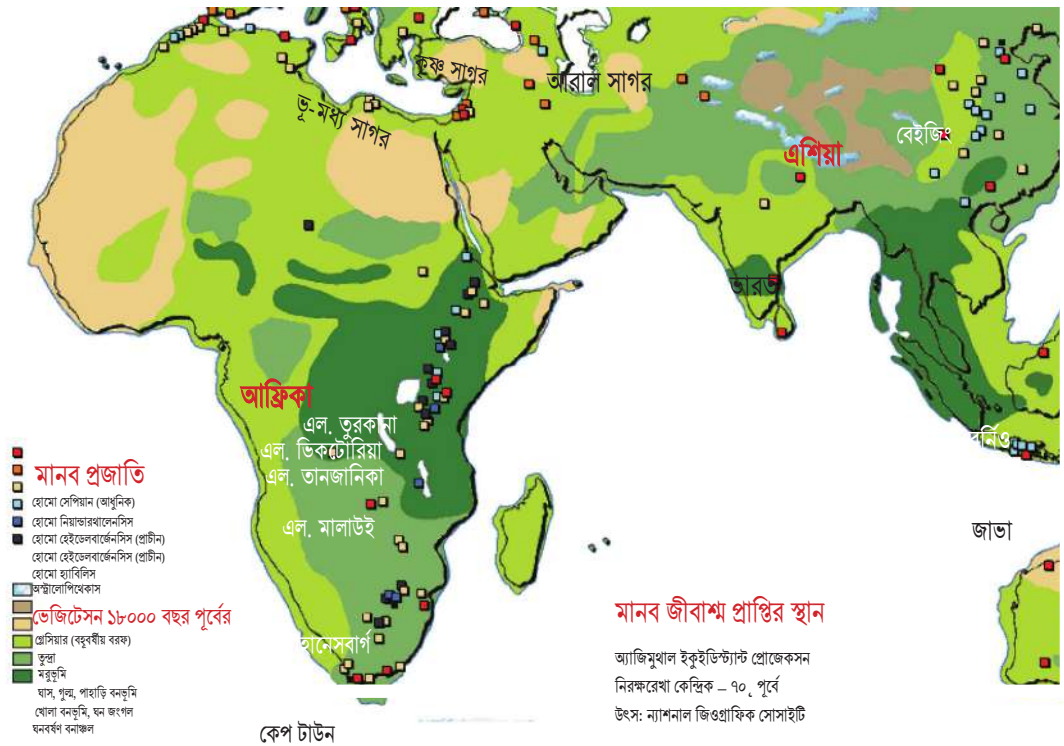 কৃষ্ণ সাগর
আরাল সাগর
ভূ-মধ্য সাগর
বেইজিং
এশিয়া
ভারত
আফ্রিকা
এল. তুরকানা
এল. ভিকটোরিয়া
এল. তানজানিকা
এল. মালাউই
বর্নিও
জাভা
মানব প্রজাতি
হোমো সেপিয়ান (আধুনিক)
হোমো নিয়ান্ডারথালেনসিস
হোমো হেইডেলবার্জেনসিস (প্রাচীন)
হোমো হেইডেলবার্জেনসিস (প্রাচীন)
হোমো হ্যাবিলিস
অস্ট্রালোপিথেকাস
ভেজিটেসন ১৮০০০ বছর পূর্বের
গ্লেসিয়ার (বহুবর্ষীয় বরফ)
তুন্দ্রা
মরুভূমি
ঘাস, গুল্ম, পাহাড়ি বনভূমি
খোলা বনভূমি, ঘন জংগল
ঘনবর্ষণ বনাঞ্চল
হানেসবার্গ
কেপ টাউন
মানব জীবাশ্ম প্রাপ্তির স্থান
অ্যাজিমুথাল ইকুইডিস্ট্যান্ট প্রোজেকসন
নিরক্ষরেখা কেন্দ্রিক – ৭০˛ পূর্বে
উৎস: ন্যাশনাল জিওগ্রাফিক সোসাইটি